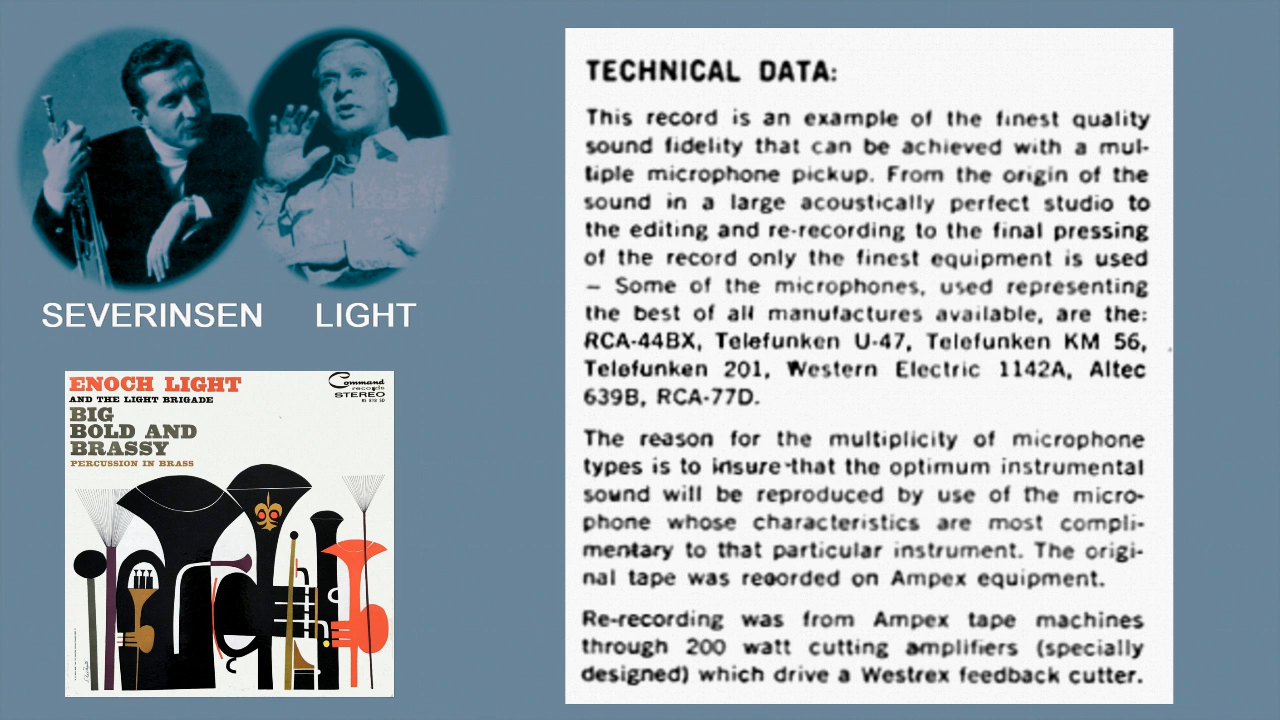 SEVERINSEN LIGHT
ENOCH LIGHT
AND THE LIGHT BRIGADE
BIG
BOLD AND
BRASSY
PERCUSSION IN BRASS
Command
records
STEREO
TECHNICAL DATA:
This record is an example of the finest quality
sound fidelity that can be achieved with a mul-
tiple microphone pickup. From the origin of the
sound in a large acoustically perfect studio to
the editing and re-recording to the final pressing
of the record only the finest equipment is used
– Some of the microphones, used representing
the best of all manufactures available, are the:
RCA-44BX, Telefunken U-47, Telefunken KM 56,
Telefunken 201, Western Electric 1142A, Altec
639B, RCA-77D.
The reason for the multiplicity of microphone
types is to insure that the optimum instrumental
sound will be reproduced by use of the micro-
phone whose characteristics are most compli-
mentary to that particular instrument. The origi-
nal tape was recorded on Ampex equipment.
Re-recording was from Ampex tape machines
through 200 watt cutting amplifiers (specially
designed) which drive a Westrex feedback cutter.